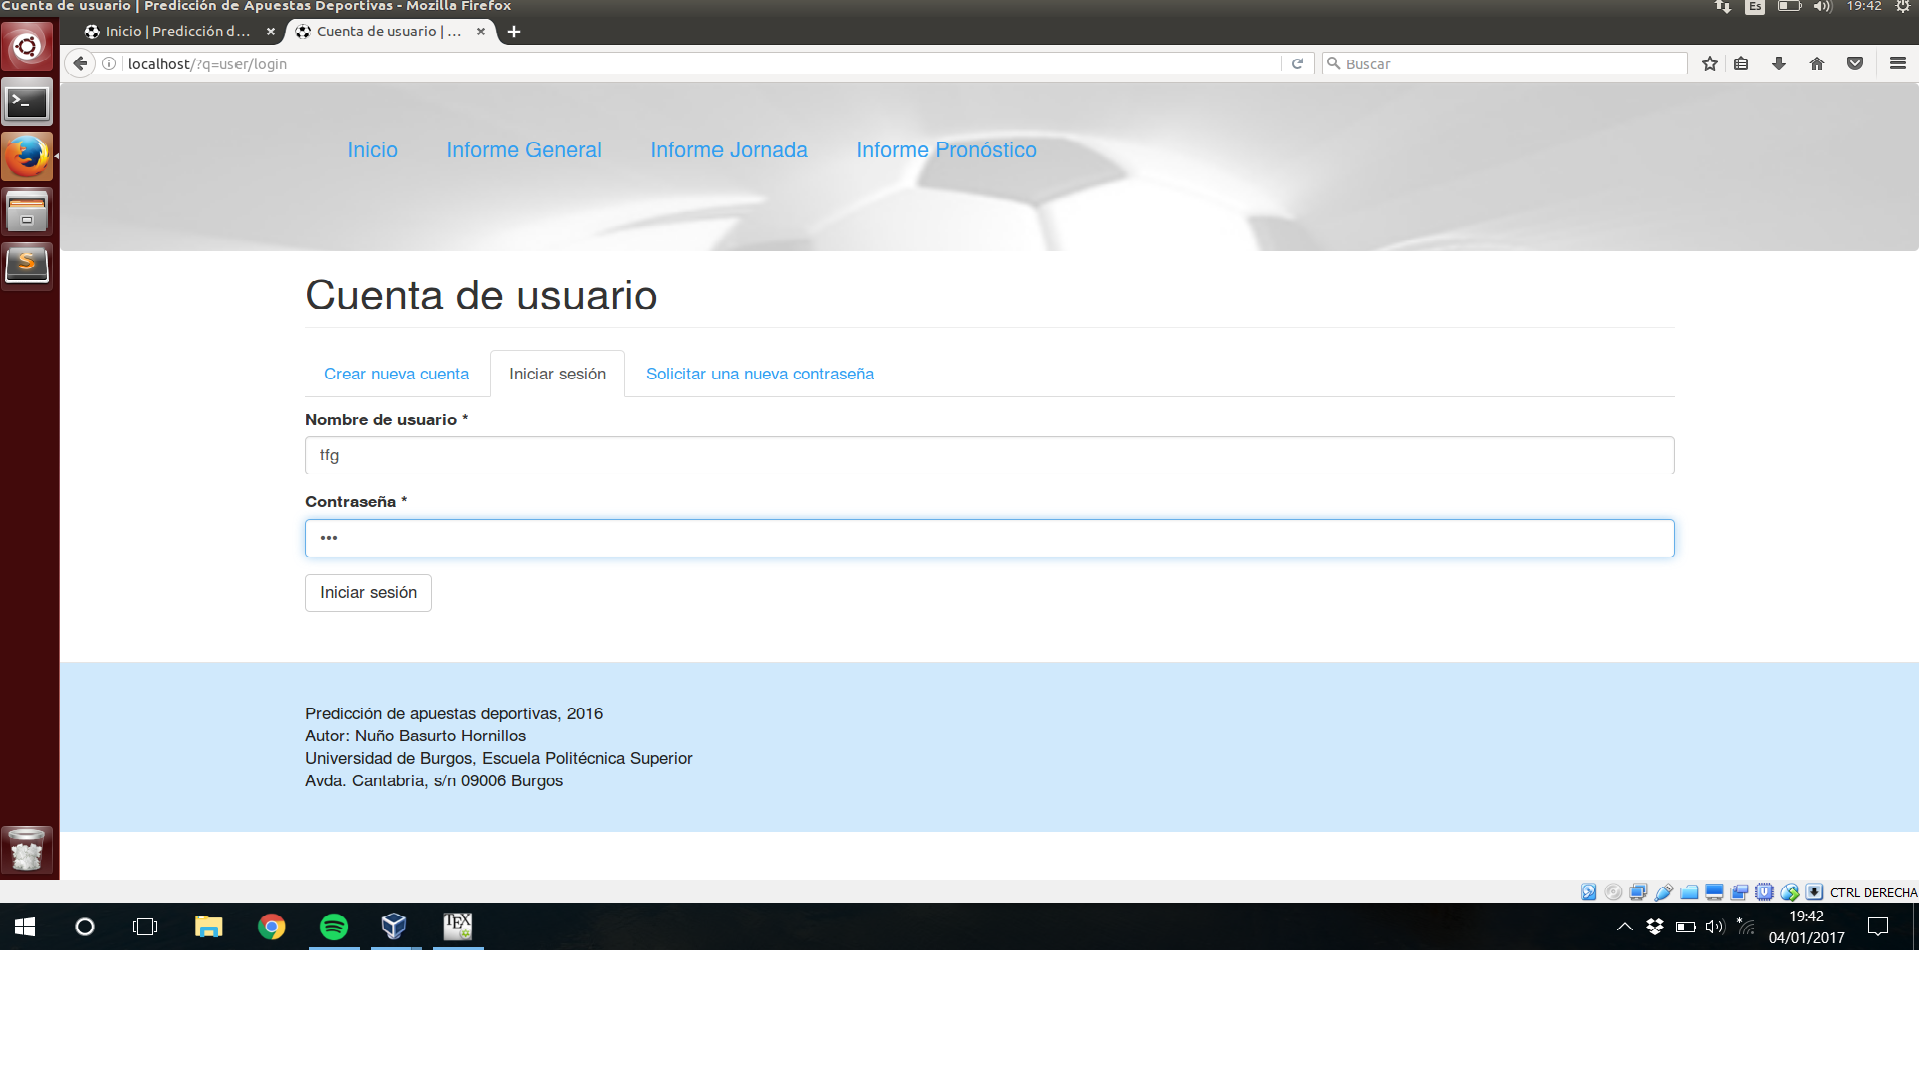 Cuenta de usuario | Predicción de Apuestas Deportivas - Mozilla Firefox
Es
19:42
Inicio | Predicción d...
Cuenta de usuario | ...
localhost/?q=user/login
Buscar
Inicio
Informe General
Informe Jornada
Informe Pronóstico
Cuenta de usuario
Crear nueva cuenta
Iniciar sesión
Solicitar una nueva contraseña
Nombre de usuario *
tfg
Contraseña *
•••
Iniciar sesión
Predicción de apuestas deportivas, 2016
Autor: Nuño Basurto Hornillos
Universidad de Burgos, Escuela Politécnica Superior
Avda. Cantabria, s/n 09006 Burgos
CTRL DERECHA
TEX
19:42
04/01/2017